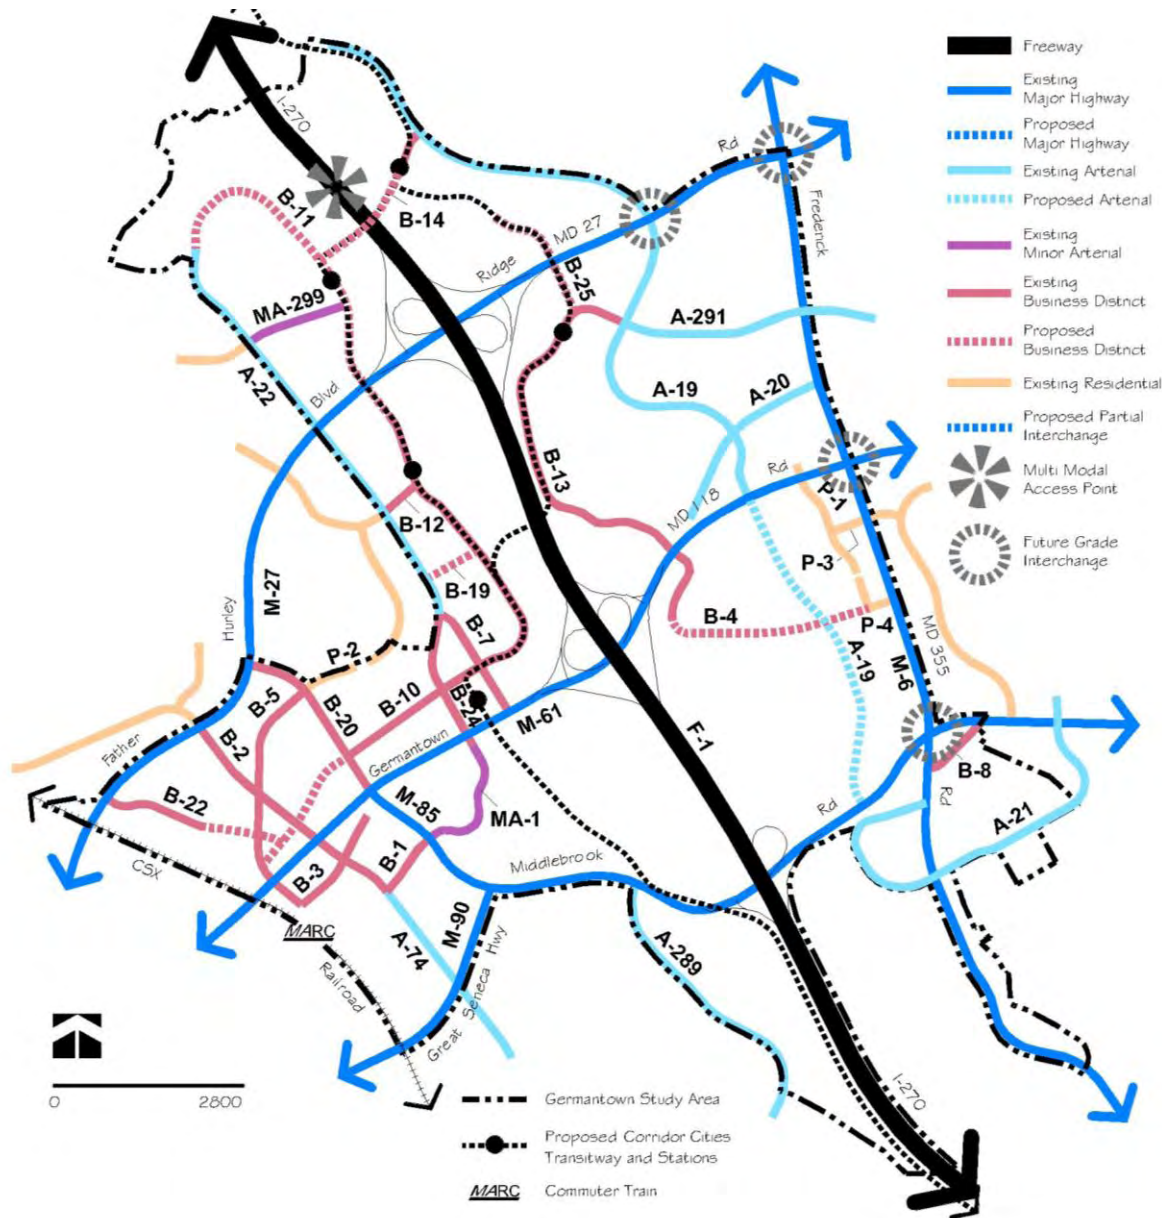 Freeway
Existing
Major Highway
Proposed
Major Highway
Existing Arterial
Proposed Arterial
Existing
Minor Arterial
Existing
Business District
Proposed
Business District
Existing Residential
Proposed Partial
Interchange
Multi Modal
Access Point
Future Grade
Interchange
I-270
B-11
B-14
Rd
MD 27
Ridge
Frederick
B-25
MA-299
A-291
A-22
Blvd
A-19
A-20
B-13
Rd
MD 118
P-1
B-12
P-3
B-19
M-27
Hurley
B-7
B-4
P-4
MD 355
P-2
A-19
M-6
B-5
B-20
B-10
B-24
M-61
F-1
B-2
Father
Germantown
B-8
B-22
M-85
MA-1
Rd
Rd
A-21
CSX
B-3
B-1
Middlebrook
MARC
A-74
M-90
Great Seneca Hwy
A-289
Railroad
I-270
0 2800
Germantown Study Area
Proposed Corridor Cities
Transitway and Stations
MARC Commuter Train